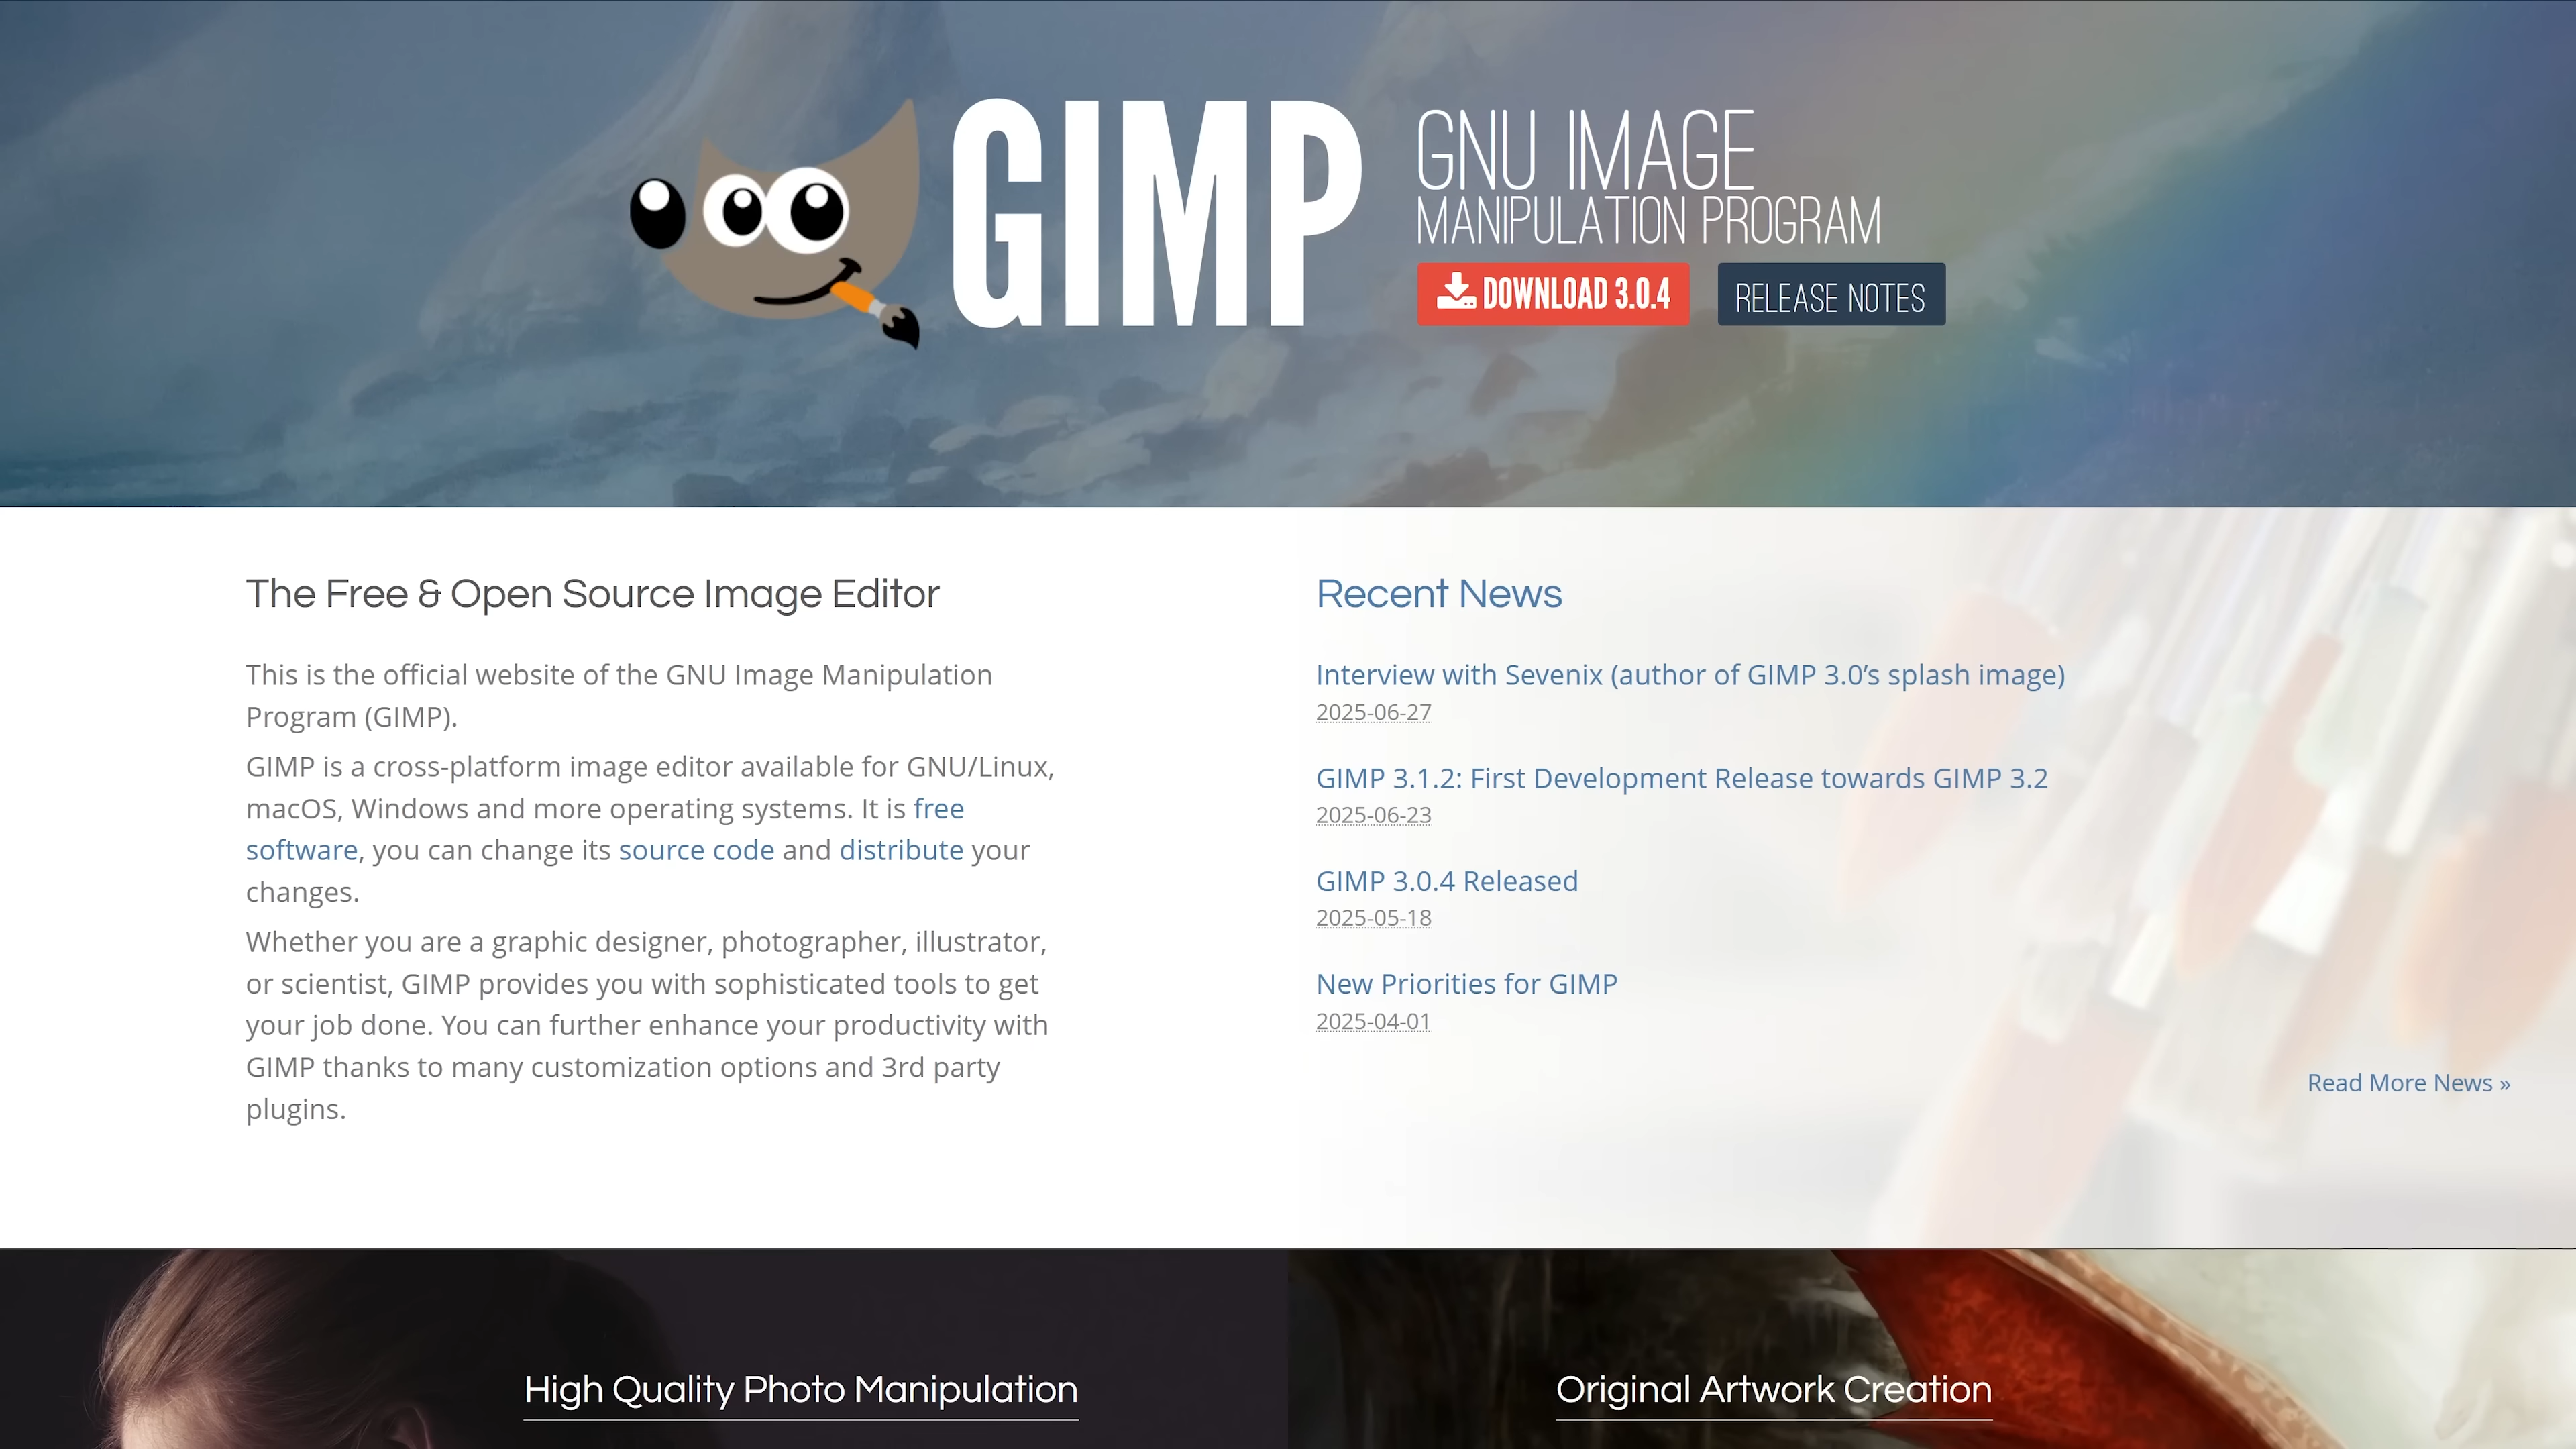 GIMP
GNU IMAGE
MANIPULATION PROGRAM
DOWNLOAD 3.0.4
RELEASE NOTES
The Free & Open Source Image Editor
This is the official website of the GNU Image Manipulation
Program (GIMP).
GIMP is a cross-platform image editor available for GNU/Linux,
macOS, Windows and more operating systems. It is free
software, you can change its source code and distribute your
changes.
Whether you are a graphic designer, photographer, illustrator,
or scientist, GIMP provides you with sophisticated tools to get
your job done. You can further enhance your productivity with
GIMP thanks to many customization options and 3rd party
plugins.
Recent News
Interview with Sevenix (author of GIMP 3.0’s splash image)
2025-06-27
GIMP 3.1.2: First Development Release towards GIMP 3.2
2025-06-23
GIMP 3.0.4 Released
2025-05-18
New Priorities for GIMP
2025-04-01
Read More News »
High Quality Photo Manipulation
Original Artwork Creation